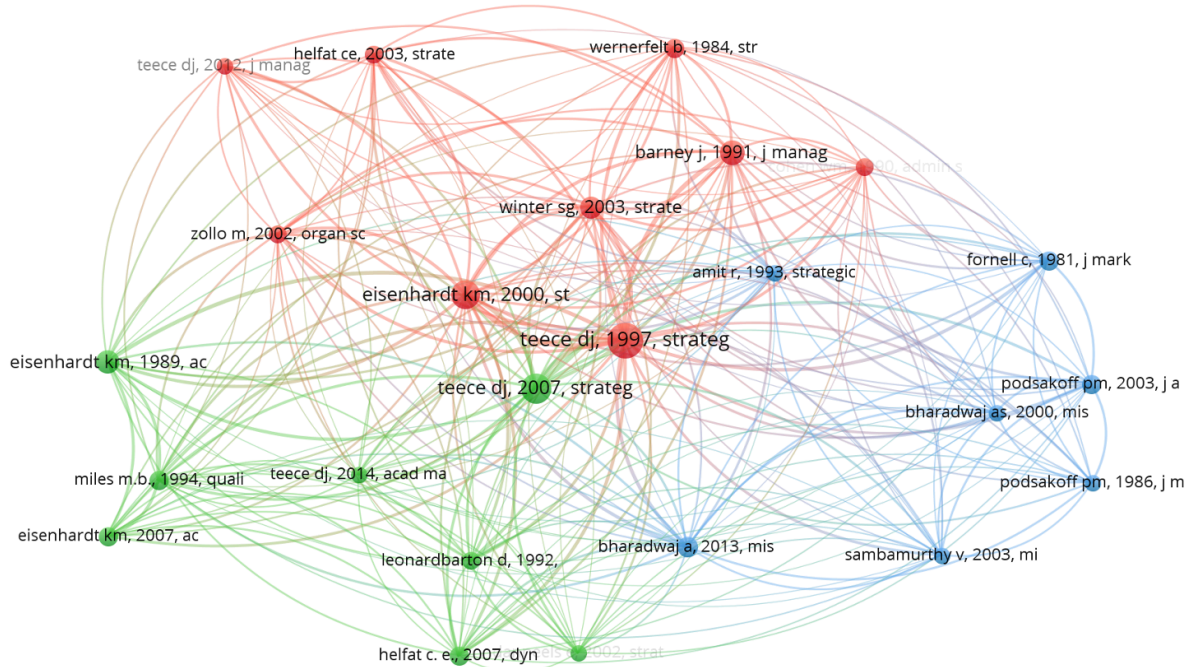 wernerfelt b, 1984, str
helfat ce, 2003, strate
teece dj, 2012, j manag
barney j, 1991, j manag
90, admin s
winter sg, 2003, strate
zollo m, 2002, organ sc
fornell c, 1981, j mark
amit r, 1993, strategic
eisenhardt km, 2000, st
teece dj, 1997, strateg
eisenhardt km, 1989, ac
teece dj, 2007, strateg
podsakoff pm, 2003, j a
bharadwaj as, 2000, mis
teece dj, 2014, acad ma
miles m.b., 1994, quali
podsakoff pm, 1986, j m
eisenhardt km, 2007, ac
bharadwaj a, 2013, mis
sambamurthy v, 2003, mi
leonardbarton d, 1992,
helfat c. e., 2007, dyn
2002, strat